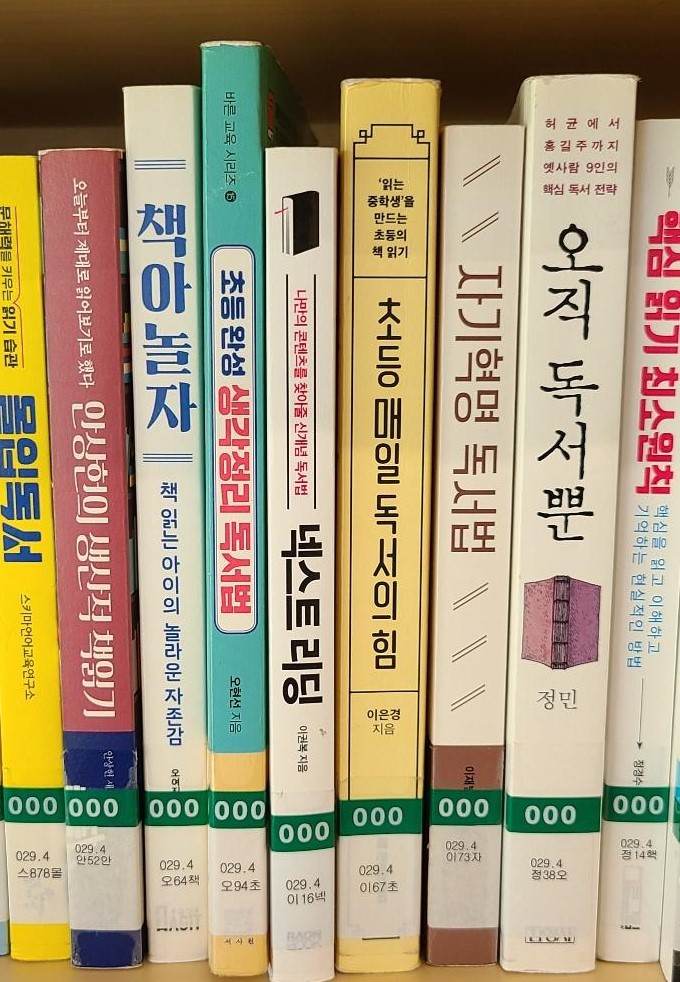 문해력을 키우는 읽기 습관
몰입독서
스키마언어교육연구소
000
029.4
스878몰
오늘부터 제대로 읽어보기로 했다
안상헌의 생산적 책읽기
안상헌
000
029.4
안52안
책아 놀자
책 읽는 아이의 놀라운 자존감
000
029.4
오64책
바른 교육 시리즈 ⑮
초등 완성 생각정리 독서법
오현선 지음
000
029.4
오94초
서사원
나만의 콘텐츠를 찾아줄 신개념 독서법
넥스트 리딩
이권복 지음
000
029.4
이16넥
'읽는
중학생'을
만드는
초등의
책 읽기
초등 매일 독서의 힘
이은경
지음
000
029.4
이67초
자기혁명 독서법
이재
000
029.4
이73자
허균에서
홍길주까지
옛사람 9인의
핵심 독서 전략
오직 독서뿐
정민
000
029.4
정38오
핵심 읽기 최소원칙
핵심을 읽고 이해하고
기억하는 현실적인 방법
정경수
000
029.4
정14핵